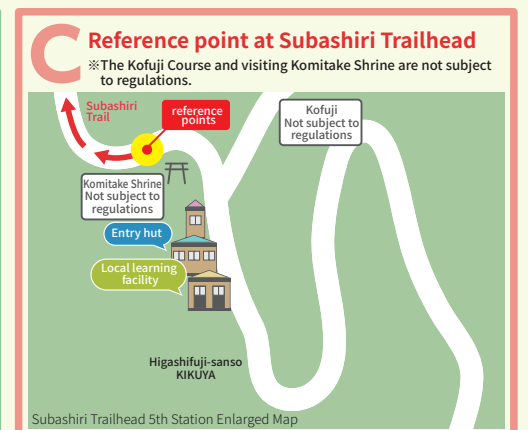 C
Reference point at Subashiri Trailhead
※The Kofuji Course and visiting Komitake Shrine are not subject
to regulations.
Subashiri
Trail
reference
points
Kofuji
Not subject to
regulations
Komitake Shrine
Not subject to
regulations
Entry hut
Local learning
facility
Higashifuji-sanso
KIKUYA
Subashiri Trailhead 5th Station Enlarged Map